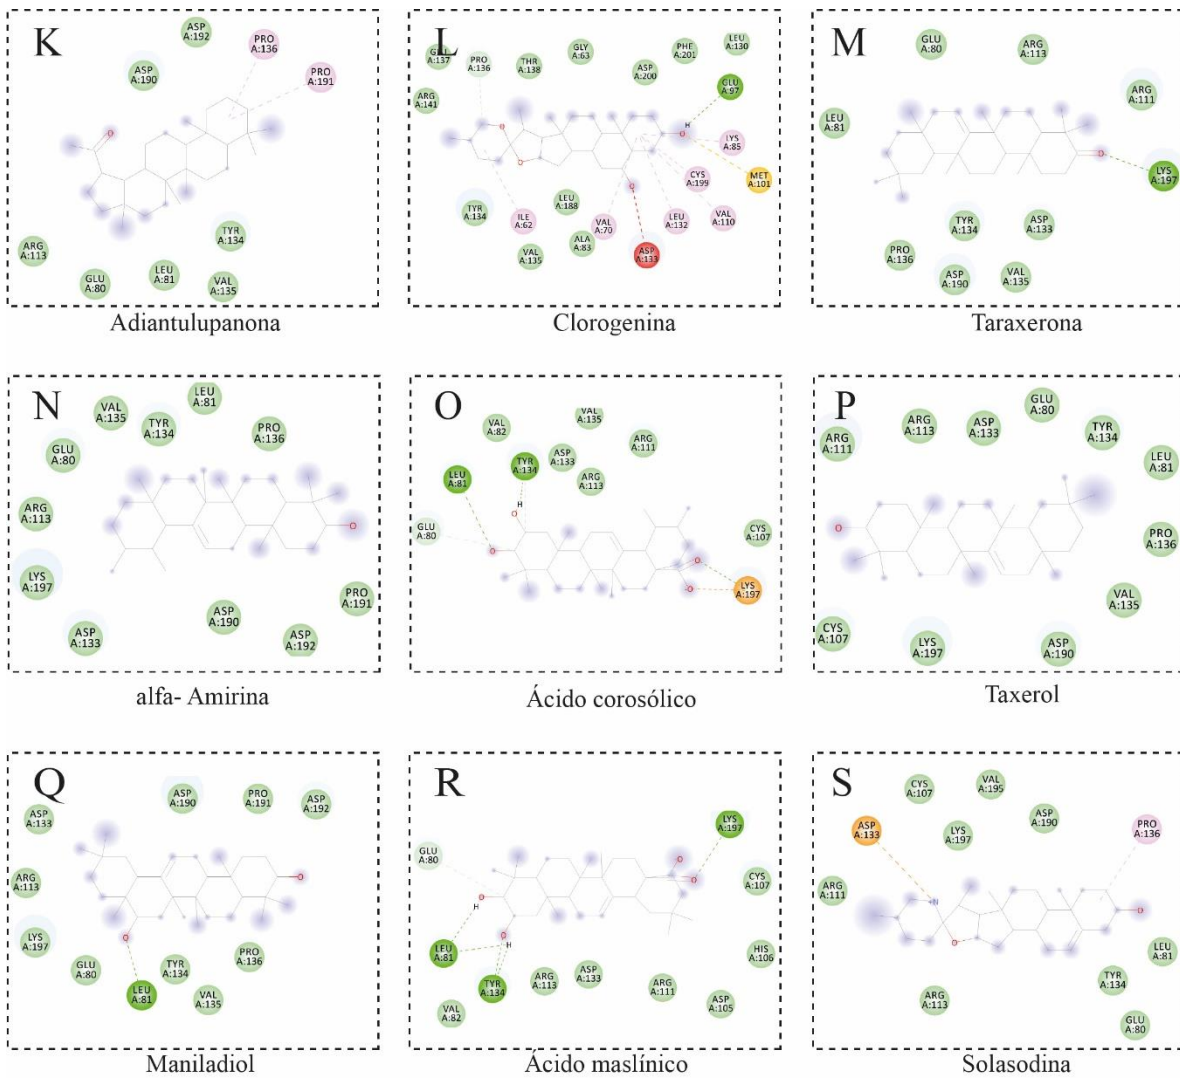 K
ASP
A:192
PRO
A:136
ASP
A:190
PRO
A:191
O
ARG
A:113
GLU
A:80
LEU
A:81
VAL
A:135
TYR
A:134
Adiantulupanona
L
A:137
PRO
A:136
THR
A:138
GLY
A:63
ASP
A:200
PHE
A:201
LEU
A:130
GLU
A:97
ARG
A:141
H
O
O
O
O
LYS
A:85
MET
A:101
CYS
A:199
TYR
A:134
ILE
A:62
LEU
A:188
VAL
A:70
LEU
A:132
VAL
A:110
VAL
A:135
ALA
A:83
ASP
A:133
Clorogenina
M
GLU
A:80
ARG
A:113
ARG
A:111
LEU
A:81
O
LYS
A:197
TYR
A:134
ASP
A:133
PRO
A:136
ASP
A:190
VAL
A:135
Taraxerona
N
VAL
A:135
TYR
A:134
LEU
A:81
PRO
A:136
GLU
A:80
ARG
A:113
O
LYS
A:197
ASP
A:133
ASP
A:190
ASP
A:192
PRO
A:191
alfa- Amirina
O
VAL
A:82
VAL
A:135
LEU
A:81
TYR
A:134
ASP
A:133
ARG
A:113
ARG
A:111
H
O
GLU
A:80
O
CYS
A:107
O
O
LYS
A:197
Ácido corosólico
P
ARG
A:111
ARG
A:113
ASP
A:133
GLU
A:80
TYR
A:134
LEU
A:81
O
PRO
A:136
VAL
A:135
CYS
A:107
LYS
A:197
ASP
A:190
Taxerol
Q
ASP
A:133
ASP
A:190
PRO
A:191
ASP
A:192
ARG
A:113
O
LYS
A:197
O
GLU
A:80
TYR
A:134
PRO
A:136
LEU
A:81
VAL
A:135
Maniladiol
R
LYS
A:197
GLU
A:80
O
O
CYS
A:107
O
H
O
H
LEU
A:81
TYR
A:134
ARG
A:113
ASP
A:133
ARG
A:111
HIS
A:106
VAL
A:82
ASP
A:105
Ácido maslínico
S
CYS
A:107
VAL
A:195
ASP
A:133
LYS
A:197
ASP
A:190
PRO
A:136
ARG
A:111
N
O
O
LEU
A:81
TYR
A:134
ARG
A:113
GLU
A:80
Solasodina